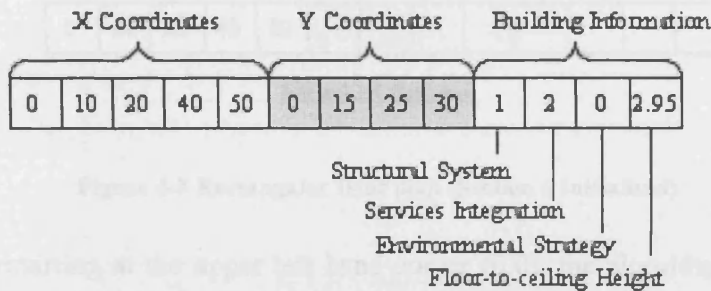 X Coordinates Y Coordinates Building Information
0 10 20 40 50 0 15 25 30 1 2 0 2.95
Structural System
Services Integration
Environmental Strategy
Floor-to-ceiling Height